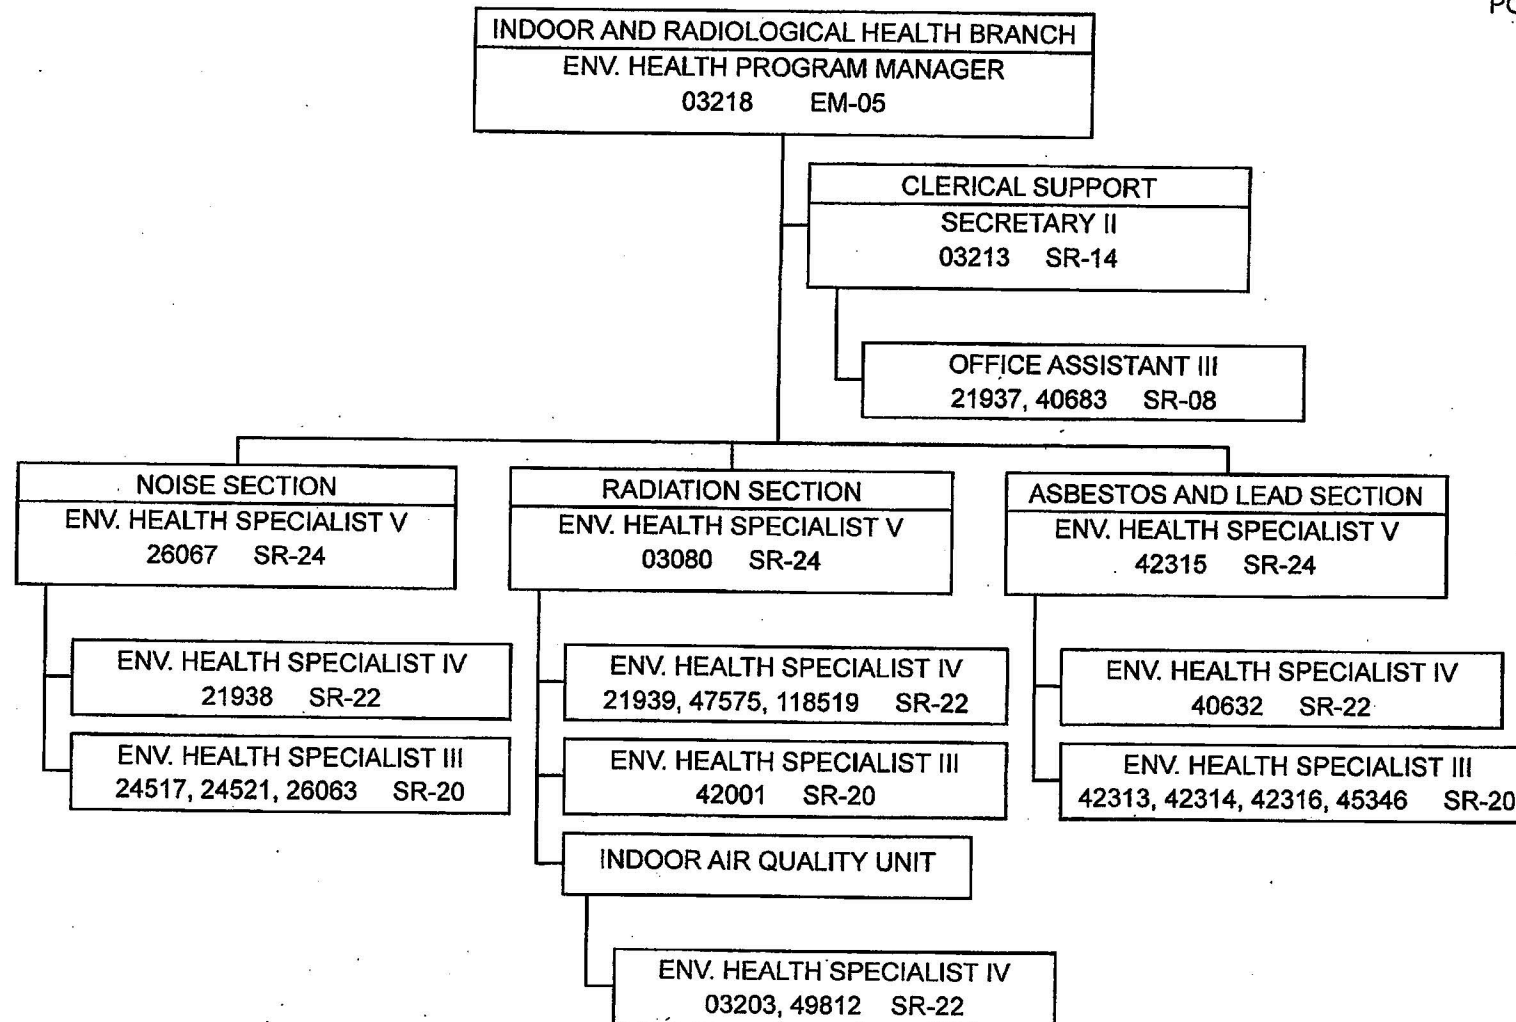 INDOOR AND RADIOLOGICAL HEALTH BRANCH
ENV. HEALTH PROGRAM MANAGER
03218 EM-05
CLERICAL SUPPORT
SECRETARY II
03213 SR-14
OFFICE ASSISTANT III
21937, 40683 SR-08
NOISE SECTION
ENV. HEALTH SPECIALIST V
26067 SR-24
ENV. HEALTH SPECIALIST IV
21938 SR-22
ENV. HEALTH SPECIALIST III
24517, 24521, 26063 SR-20
RADIATION SECTION
ENV. HEALTH SPECIALIST V
03080 SR-24
ENV. HEALTH SPECIALIST IV
21939, 47575, 118519 SR-22
ENV. HEALTH SPECIALIST III
42001 SR-20
INDOOR AIR QUALITY UNIT
ENV. HEALTH SPECIALIST IV
03203, 49812 SR-22
ASBESTOS AND LEAD SECTION
ENV. HEALTH SPECIALIST V
42315 SR-24
ENV. HEALTH SPECIALIST IV
40632 SR-22
ENV. HEALTH SPECIALIST III
42313, 42314, 42316, 45346 SR-20